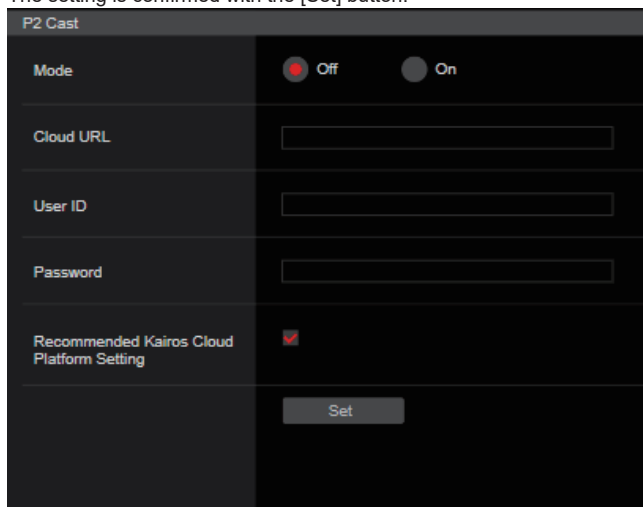 The setting is confirmed with the [Set] button.
P2 Cast
Mode
Off
On
Cloud URL
User ID
Password
Recommended Kairos Cloud
Platform Setting
Set